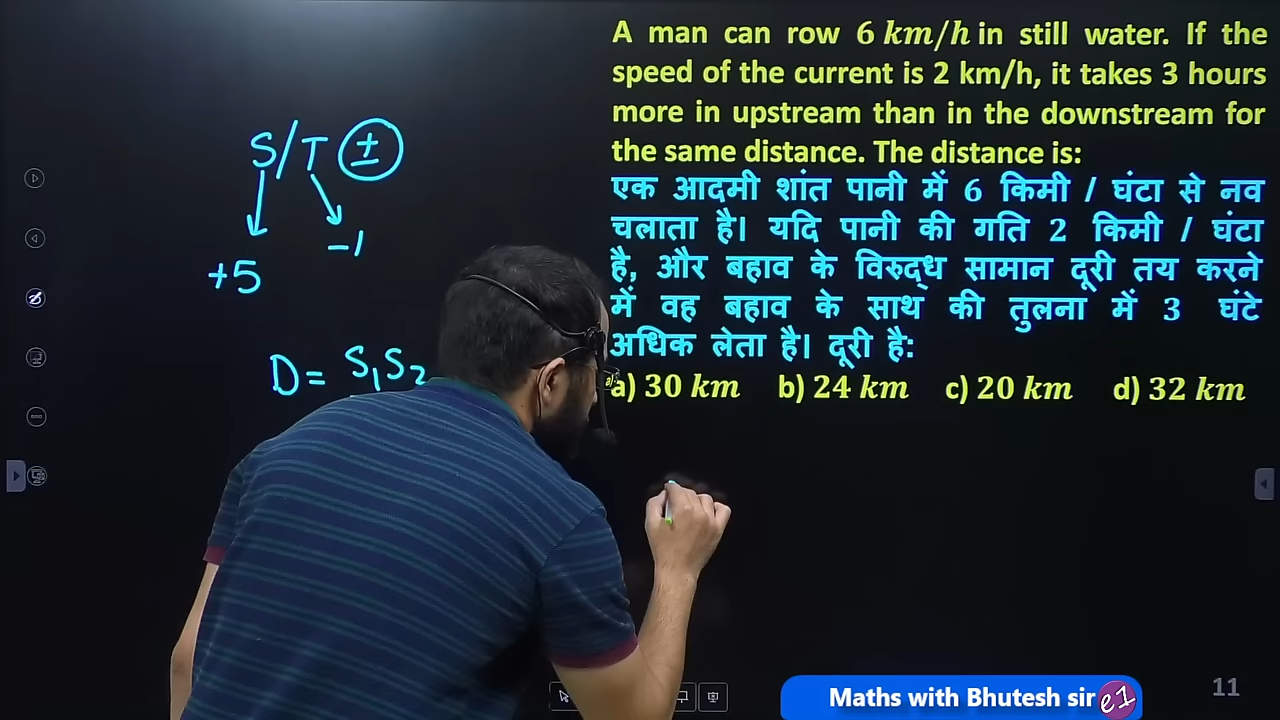 A man can row 6 km/h in still water. If the
speed of the current is 2 km/h, it takes 3 hours
more in upstream than in the downstream for
the same distance. The distance is:
एक आदमी शांत पानी में 6 किमी / घंटा से नव
चलाता है। यदि पानी की गति 2 किमी / घंटा
है, और बहाव के विरुद्ध सामान दूरी तय करने
में वह बहाव के साथ की तुलना में 3 घंटे
अधिक लेता है। दूरी है:
a) 30 km b) 24 km c) 20 km d) 32 km
S/T ±
-1
+5
D= S₁S₂
Maths with Bhutesh sir e1
11